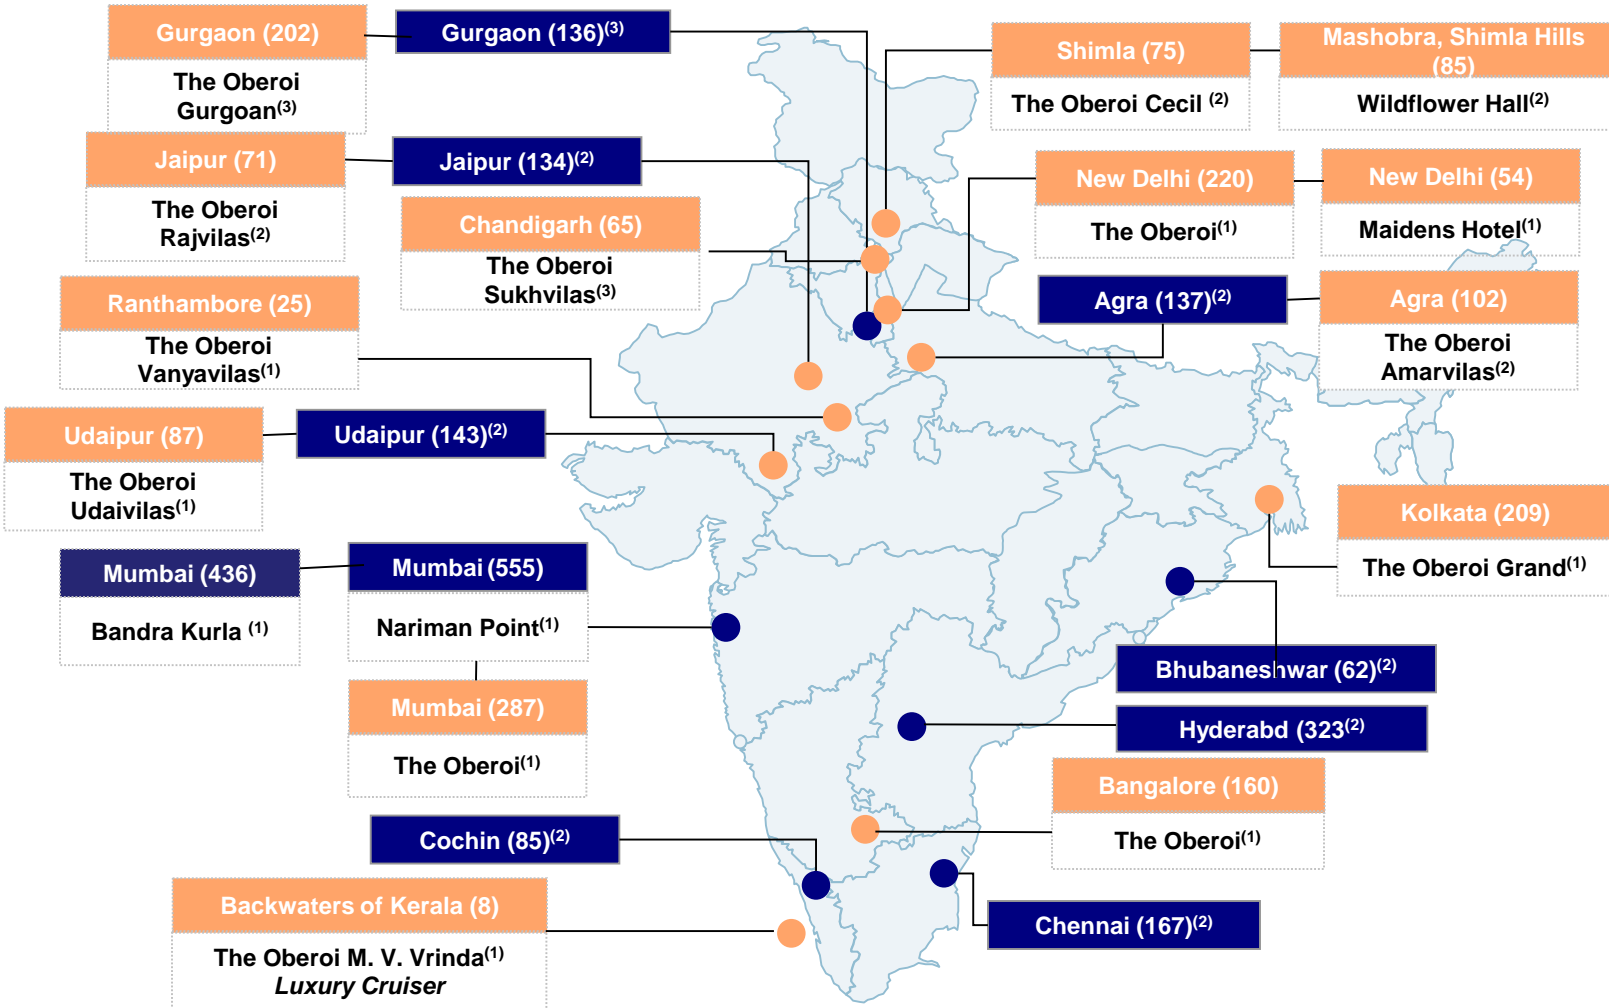 Gurgaon (202)
The Oberoi
Gurgoan(3)
Gurgaon (136)(3)
Shimla (75)
The Oberoi Cecil (2)
Mashobra, Shimla Hills
(85)
Wildflower Hall(2)
Jaipur (71)
The Oberoi
Rajvilas(2)
Jaipur (134)(2)
Chandigarh (65)
The Oberoi
Sukhvilas(3)
New Delhi (220)
The Oberoi(1)
New Delhi (54)
Maidens Hotel(1)
Ranthambore (25)
The Oberoi
Vanyavilas(1)
Agra (137)(2)
Agra (102)
The Oberoi
Amarvilas(2)
Udaipur (87)
The Oberoi
Udaivilas(1)
Udaipur (143)(2)
Kolkata (209)
The Oberoi Grand(1)
Mumbai (436)
Bandra Kurla (1)
Mumbai (555)
Nariman Point(1)
Mumbai (287)
The Oberoi(1)
Bhubaneshwar (62)(2)
Hyderabd (323(2)
Bangalore (160)
The Oberoi(1)
Cochin (85)(2)
Chennai (167)(2)
Backwaters of Kerala (8)
The Oberoi M. V. Vrinda(1)
Luxury Cruiser